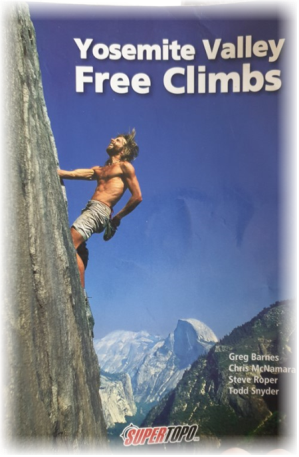 Yosemite Valley
Free Climbs
Greg Barnes
Chris McNamara
Steve Roper
Todd Snyder
SUPERTOPO